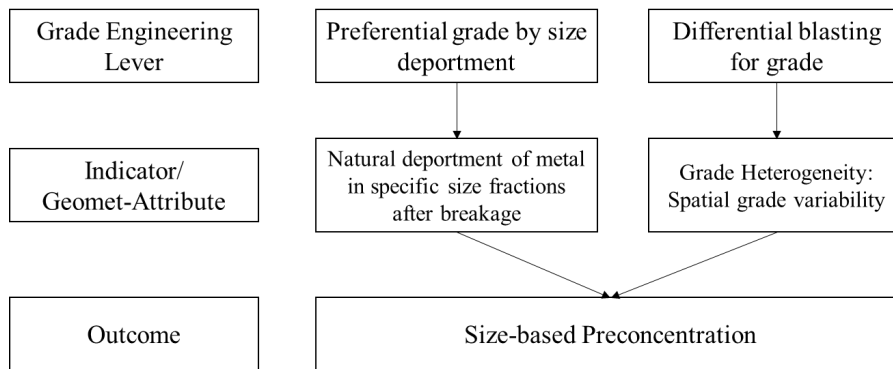 Grade Engineering
Lever
Preferential grade by size
deportment
Differential blasting
for grade
Indicator/
Geomet-Attribute
Natural deportment of metal
in specific size fractions
after breakage
Grade Heterogeneity:
Spatial grade variability
Outcome
Size-based Preconcentration